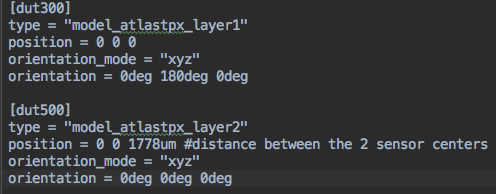 [dut300]
type = "model_atlastpx_layer1"
position = 0 0 0
orientation_mode = "xyz"
orientation = 0deg 180deg 0deg
[dut500]
type = "model_atlastpx_layer2"
position = 0 0 1778um #distance between the 2 sensor centers
orientation_mode = "xyz"
orientation = 0deg 0deg 0deg